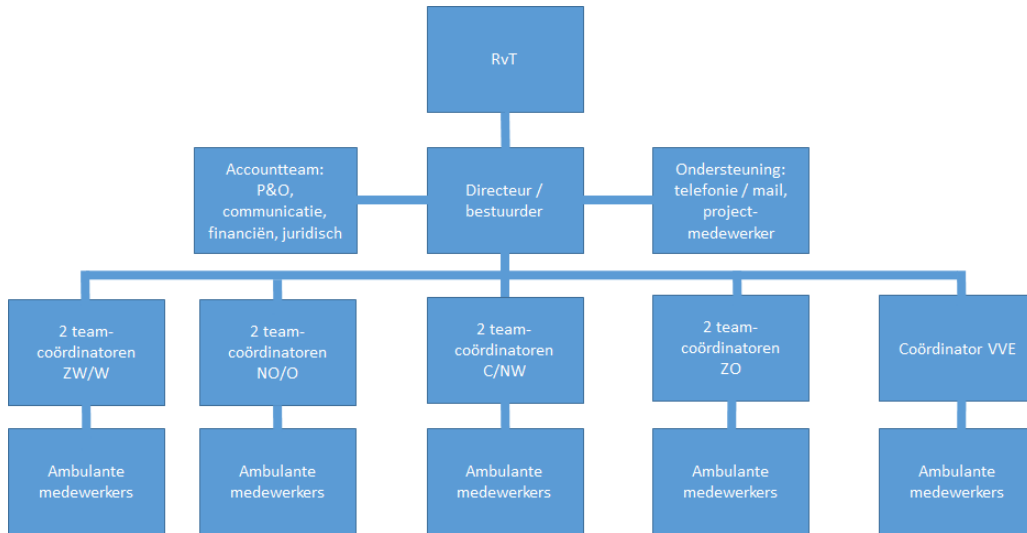 RvT
Accountteam:
P&O,
communicatie,
financiën, juridisch
Directeur /
bestuurder
Ondersteuning:
telefonie / mail,
project-
medewerker
2 team-
coördinatoren
ZW/W
2 team-
coördinatoren
NO/O
2 team-
coördinatoren
C/NW
2 team-
coördinatoren
ZO
Coördinator VVE
Ambulante
medewerkers
Ambulante
medewerkers
Ambulante
medewerkers
Ambulante
medewerkers
Ambulante
medewerkers